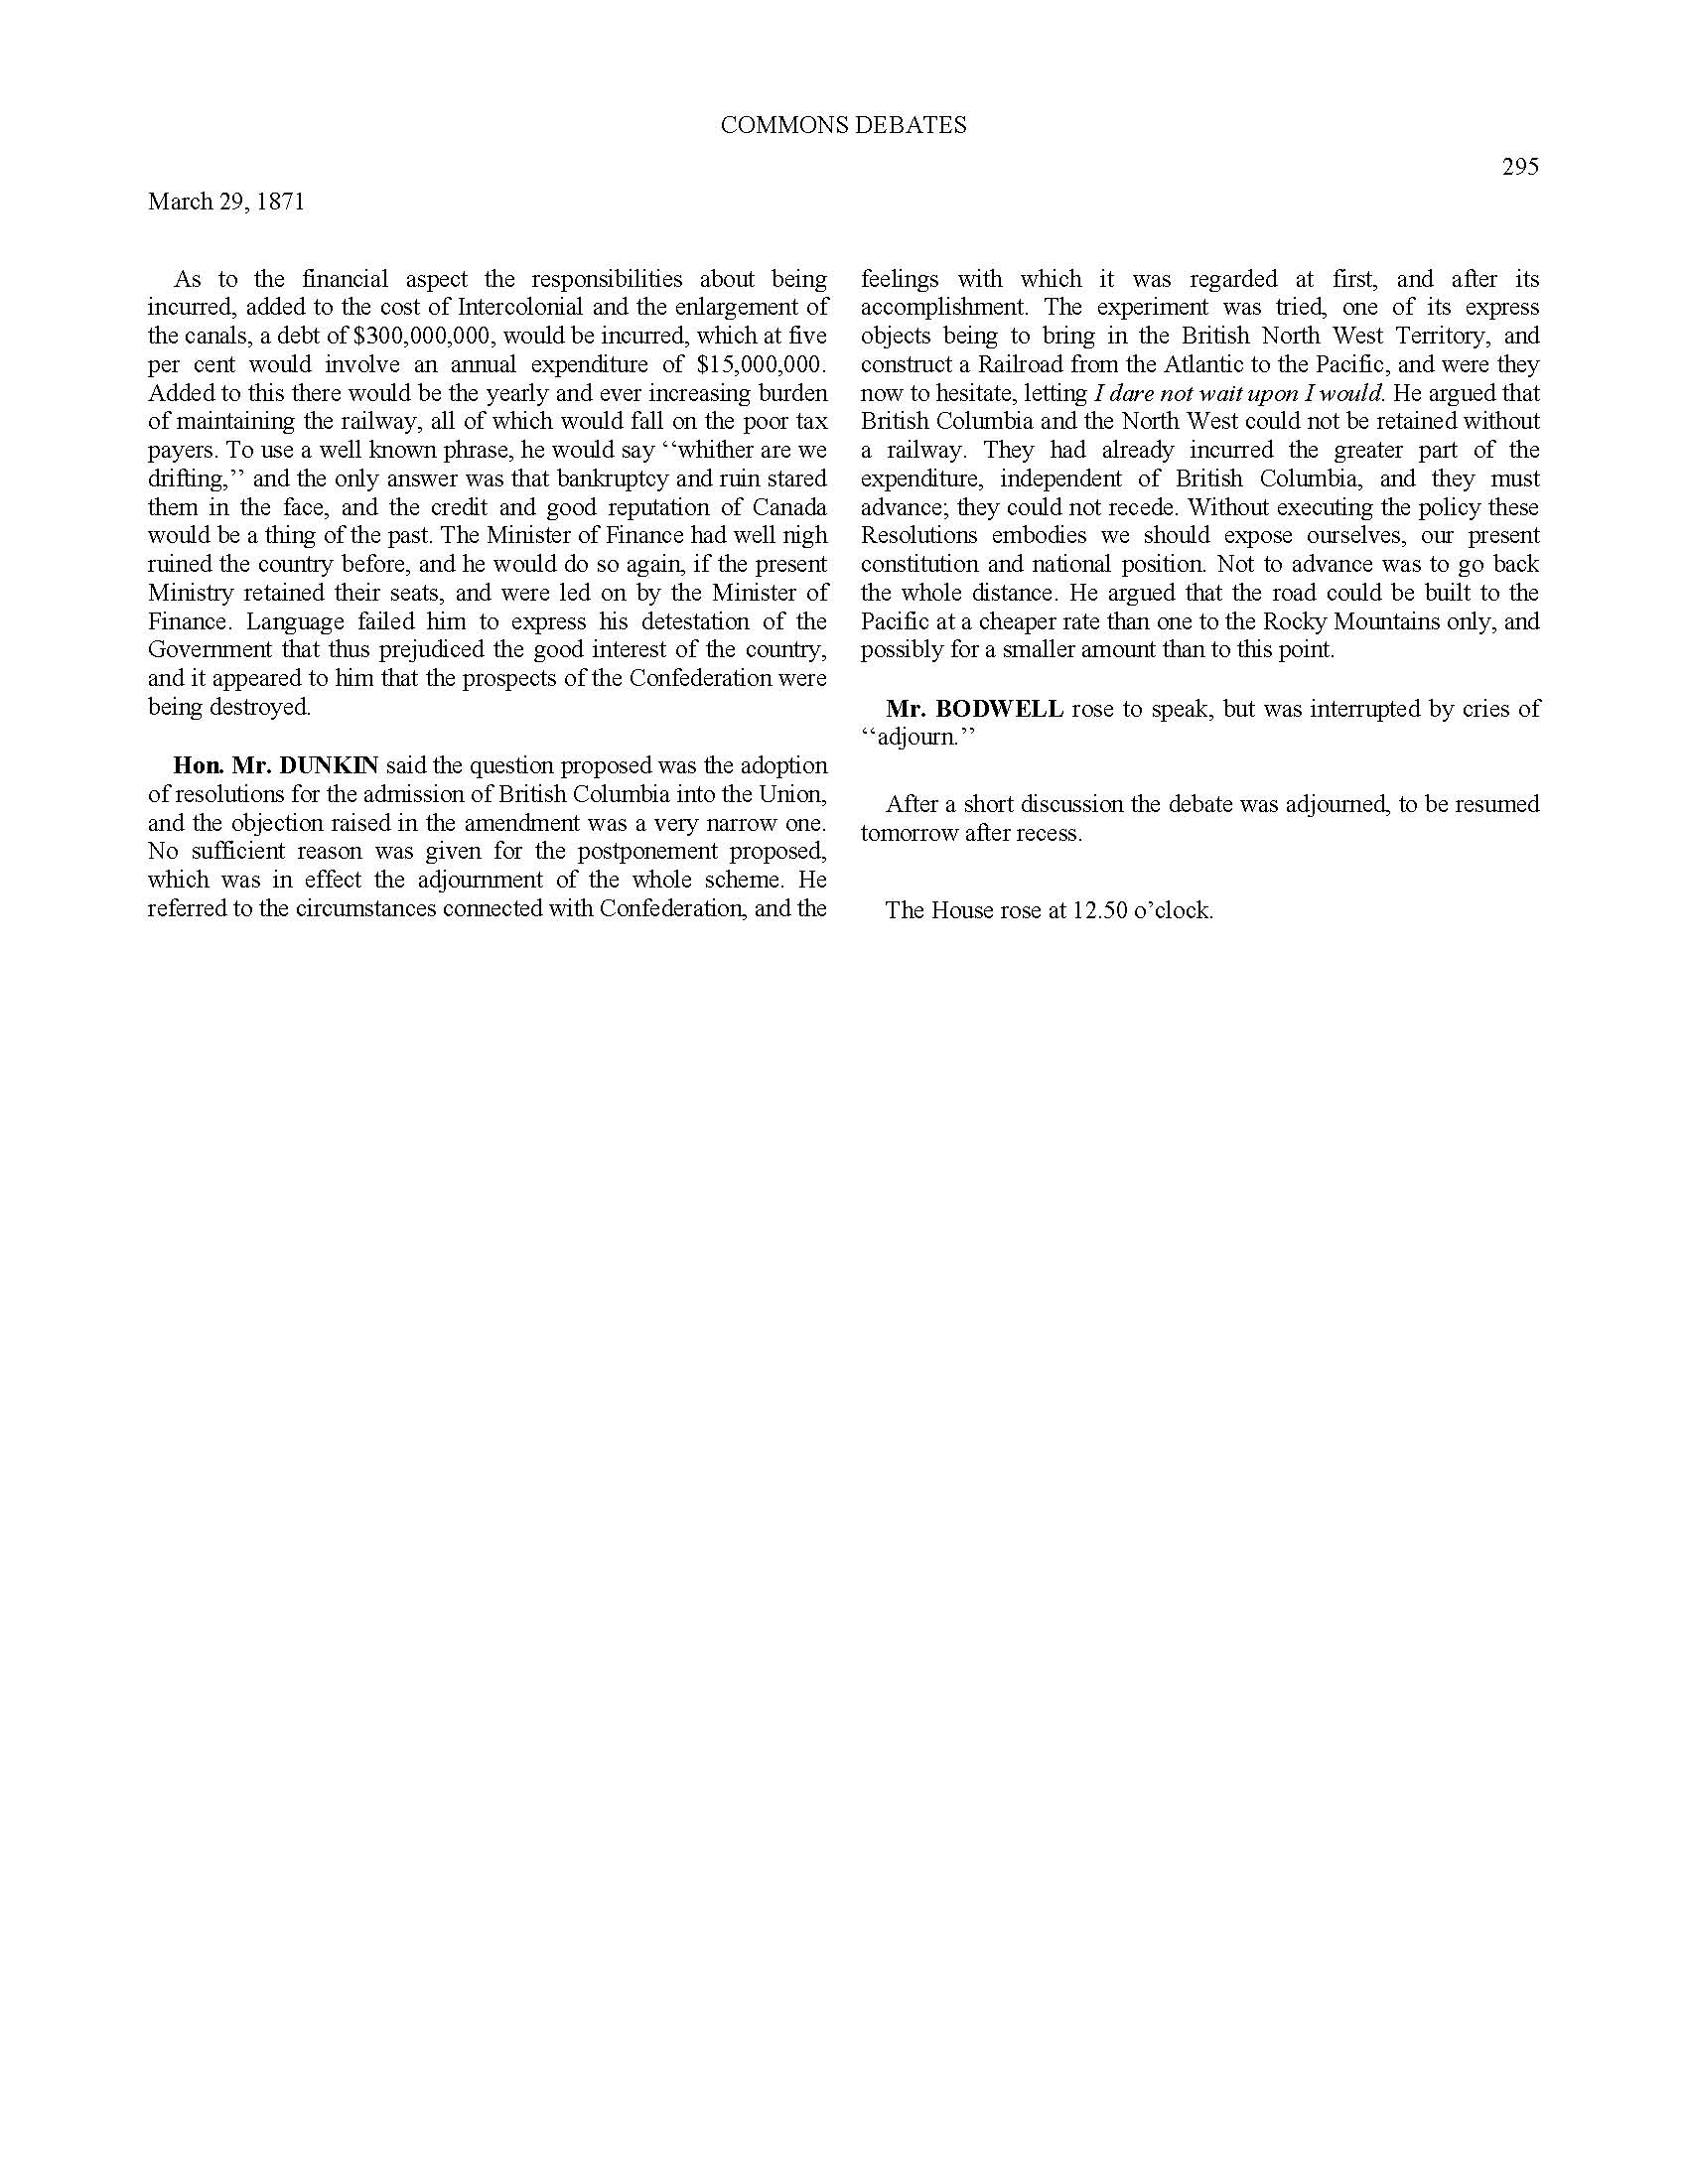 COMMONS DEBATES
295
March 29, 1871
As to the financial aspect the responsibilities about being
incurred, added to the cost of Intercolonial and the enlargement of
the canals, a debt of $300,000,000, would be incurred, which at five
per cent would involve an annual expenditure of $15,000,000.
Added to this there would be the yearly and ever increasing burden
of maintaining the railway, all of which would fall on the poor tax
payers. To use a well known phrase, he would say ‘‘whither are we
drifting,’’ and the only answer was that bankruptcy and ruin stared
them in the face, and the credit and good reputation of Canada
would be a thing of the past. The Minister of Finance had well nigh
ruined the country before, and he would do so again, if the present
Ministry retained their seats, and were led on by the Minister of
Finance. Language failed him to express his detestation of the
Government that thus prejudiced the good interest of the country,
and it appeared to him that the prospects of the Confederation were
being destroyed.
Hon. Mr. DUNKIN said the question proposed was the adoption
of resolutions for the admission of British Columbia into the Union,
and the objection raised in the amendment was a very narrow one.
No sufficient reason was given for the postponement proposed,
which was in effect the adjournment of the whole scheme. He
referred to the circumstances connected with Confederation, and the
feelings with which it was regarded at first, and after its
accomplishment. The experiment was tried, one of its express
objects being to bring in the British North West Territory, and
construct a Railroad from the Atlantic to the Pacific, and were they
now to hesitate, letting I dare not wait upon I would. He argued that
British Columbia and the North West could not be retained without
a railway. They had already incurred the greater part of the
expenditure, independent of British Columbia, and they must
advance; they could not recede. Without executing the policy these
Resolutions embodies we should expose ourselves, our present
constitution and national position. Not to advance was to go back
the whole distance. He argued that the road could be built to the
Pacific at a cheaper rate than one to the Rocky Mountains only, and
possibly for a smaller amount than to this point.
Mr. BODWELL rose to speak, but was interrupted by cries of
‘‘adjourn.’’
After a short discussion the debate was adjourned, to be resumed
tomorrow after recess.
The House rose at 12.50 o’clock.